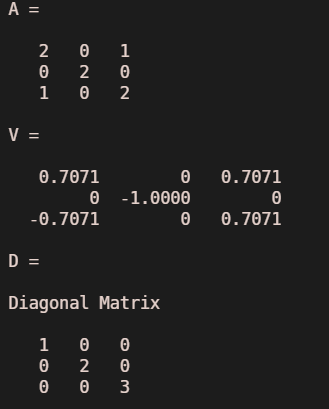 A =
2 0 1
0 2 0
1 0 2
V =
0.7071 0 0.7071
0 -1.0000 0
-0.7071 0 0.7071
D =
Diagonal Matrix
1 0 0
0 2 0
0 0 3